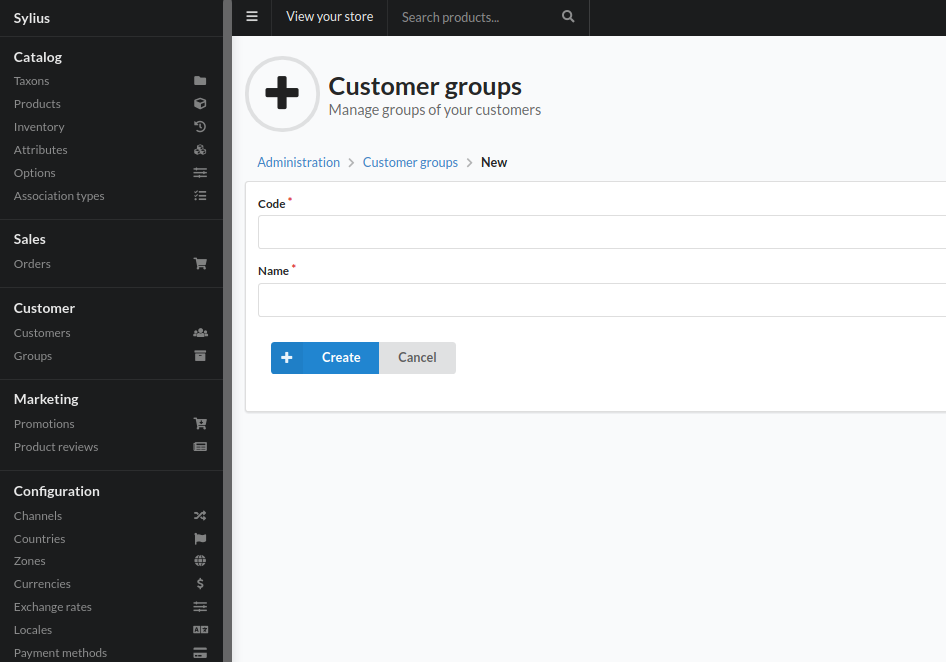 Sylius
View your store
Search products...
Catalog
Taxons
Products
Inventory
Attributes
Options
Association types
Sales
Orders
Customer
Customers
Groups
Marketing
Promotions
Product reviews
Configuration
Channels
Countries
Zones
Currencies
Exchange rates
Locales
Payment methods
Customer groups
Manage groups of your customers
Administration > Customer groups > New
Code *
Name *
Create
Cancel